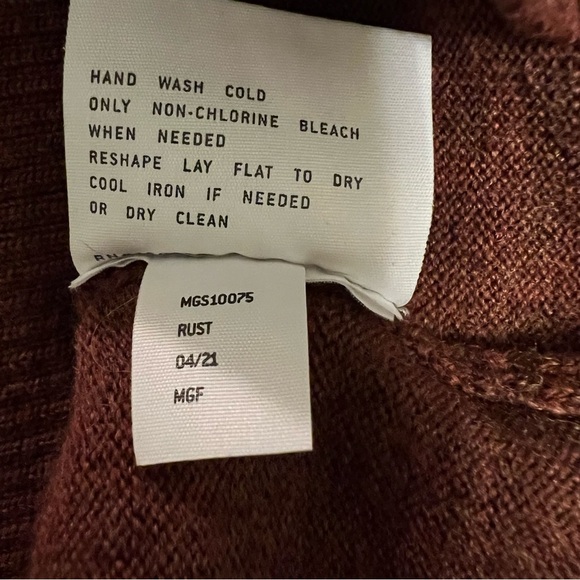 HAND WASH COLD
ONLY NON-CHLORINE BLEACH
WHEN NEEDED
RESHAPE LAY FLAT TO DRY
COOL IRON IF NEEDED
OR DRY CLEAN
MGS10075
RUST
04/21
MGF